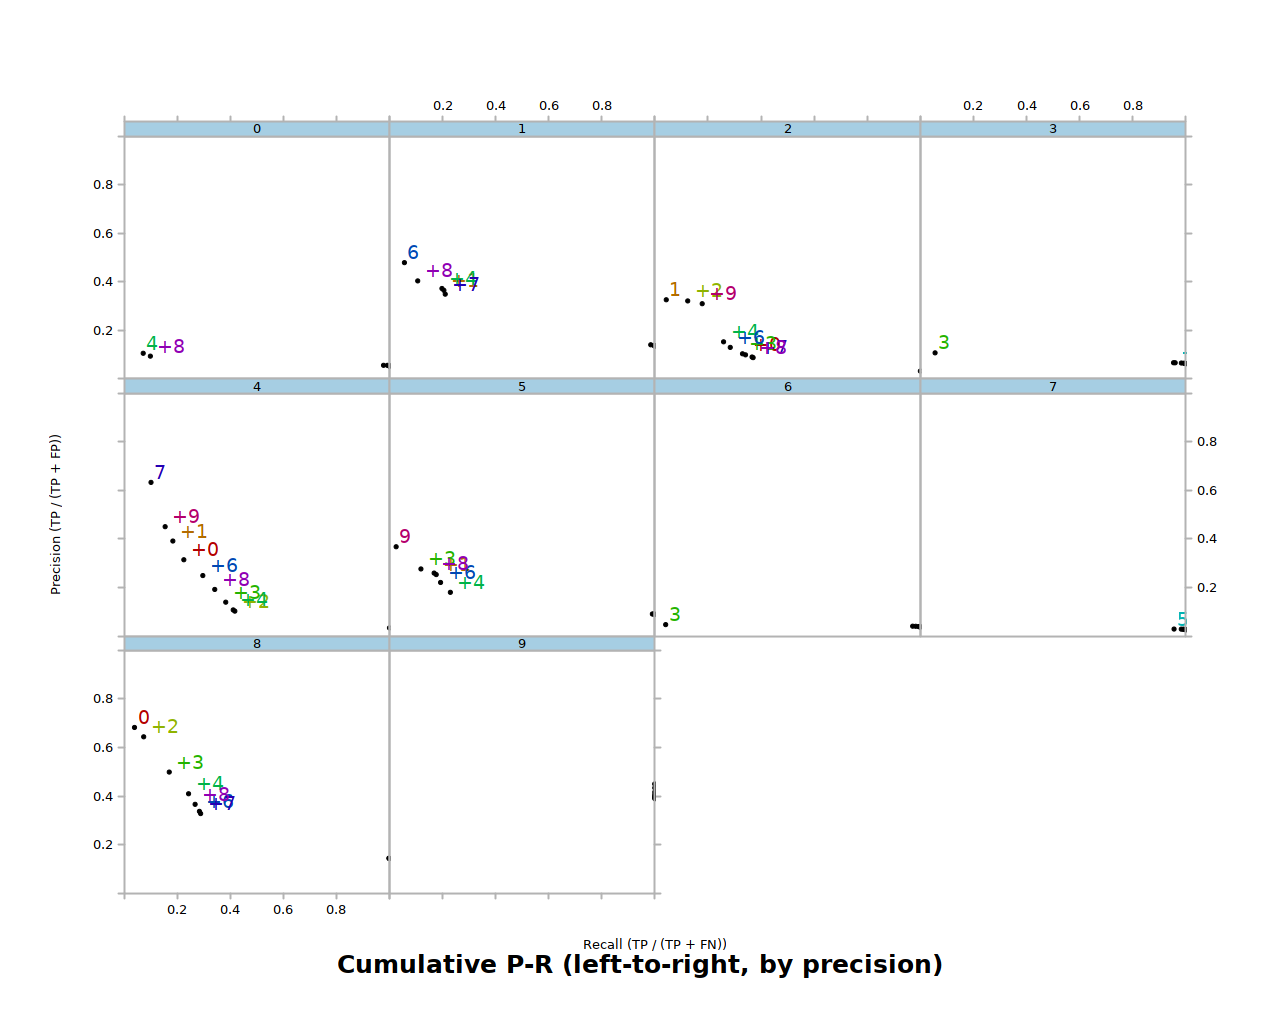 0.2 0.4 0.6 0.8 0.2 0.4 0.6 0.8
0 1 2 3
0.8
0.6
0.4
0.2
4 +8
6 +8 +4 +7
1 +2 +9 +4 +6 +3 +8
3
4 5 6 7
0.8
0.6
0.4
0.2
7 +9 +1 +0 +6 +8 +3 +4 +2
9 +3 +8 +6 +4
3
5
8 9
0.8
0.6
0.4
0.2
0 +2 +3 +4 +8 +6 +7
0.2 0.4 0.6 0.8
Precision (TP / (TP + FP))
Recall (TP / (TP + FN))
Cumulative P-R (left-to-right, by precision)